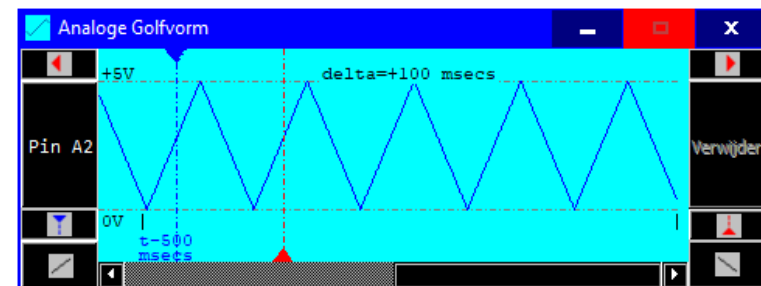 Analoge Golfvorm
X
+5V
delta=+100 msecs
Pin A2
Verwijder
0V
t-500
msecs